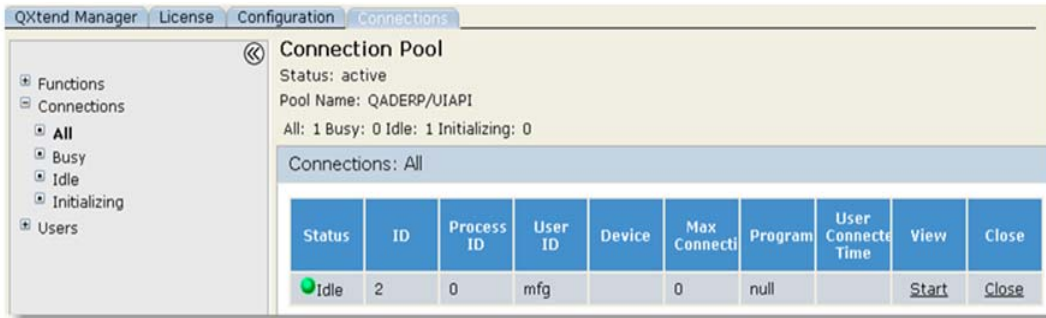 QXtend Manager License Configuration Connections
Functions
Connections
All
Busy
Idle
Initializing
Users
Connection Pool
Status: active
Pool Name: QADERP/UIAPI
All: 1 Busy: 0 Idle: 1 Initializing: 0
Connections: All
Status ID Process ID User ID Device Max Connecti Program User Connecte Time View Close
Idle 2 0 mfg 0 null Start Close